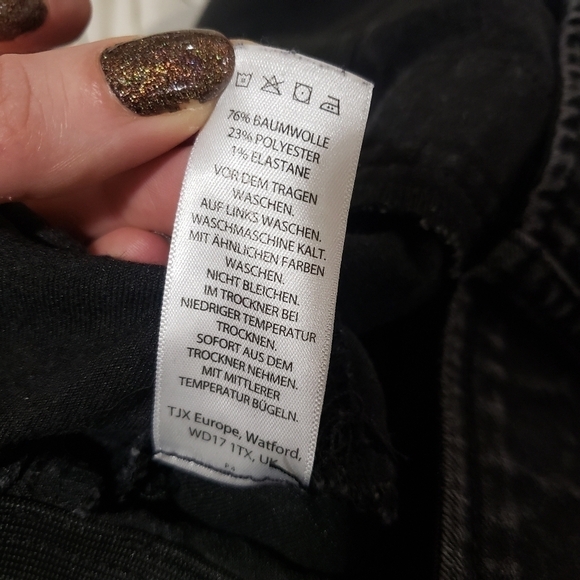 76% BAUMWOLLE
23% POLYESTER
1% ELASTANE
VOR DEM TRAGEN
WASCHEN.
AUF LINKS WASCHEN.
WASCHMASCHINE KALT.
MIT ÄHNLICHEN FARBEN
WASCHEN.
NICHT BLEICHEN.
IM TROCKNER BEI
NIEDRIGER TEMPERATUR
TROCKNEN.
SOFORT AUS DEM
TROCKNER NEHMEN.
MIT MITTLERER
TEMPERATUR BÜGELN.
TJX Europe, Watford,
WD17 1TX, UK